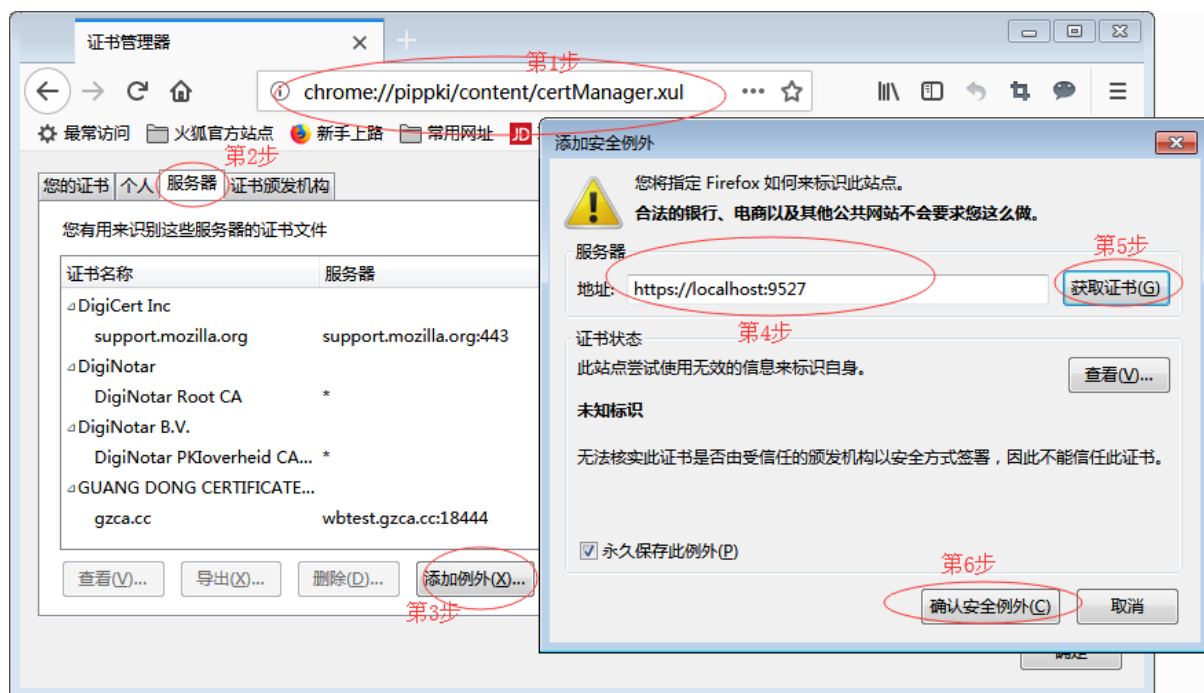 证书管理器
第1步
chrome://pippki/content/certManager.xul
最常访问 火狐官方站点 新手上路 常用网址 JD
第2步
您的证书 个人 服务器 证书颁发机构
您有用来识别这些服务器的证书文件
证书名称 服务器
DigiCert Inc
support.mozilla.org support.mozilla.org:443
DigiNotar
DigiNotar Root CA *
DigiNotar B.V.
DigiNotar PKIoverheid CA... *
GUANG DONG CERTIFICATE...
gzca.cc wbtest.gzca.cc:18444
查看(V)... 导出(X)... 删除(D)... 添加例外(X)...
第3步
添加安全例外
您将指定 Firefox 如何来标识此站点。
合法的银行、电商以及其他公共网站不会要求您这么做。
服务器
第5步
地址: https://localhost:9527 获取证书(G)
第4步
证书状态
此站点尝试使用无效的信息来标识自身。
查看(V)...
未知标识
无法核实此证书是否由受信任的颁发机构以安全方式签署，因此不能信任此证书。
永久保存此例外(P)
第6步
确认安全例外(C) 取消
确定